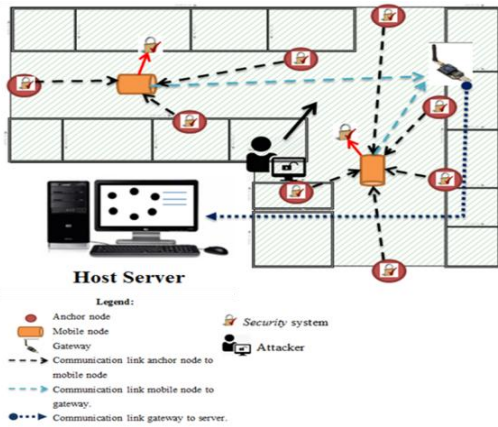 Host Server
Legend:
Anchor node
Mobile node
Gateway
Communication link anchor node to
mobile node
Communication link mobile node to
gateway.
Communication link gateway to server.
Security system
Attacker